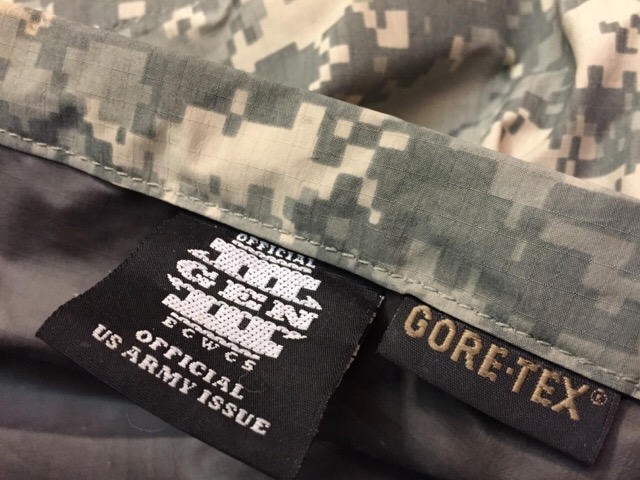 OFFICIAL
III
GEN
ECWCS
OFFICIAL
US ARMY ISSUE
GORE-TEX®